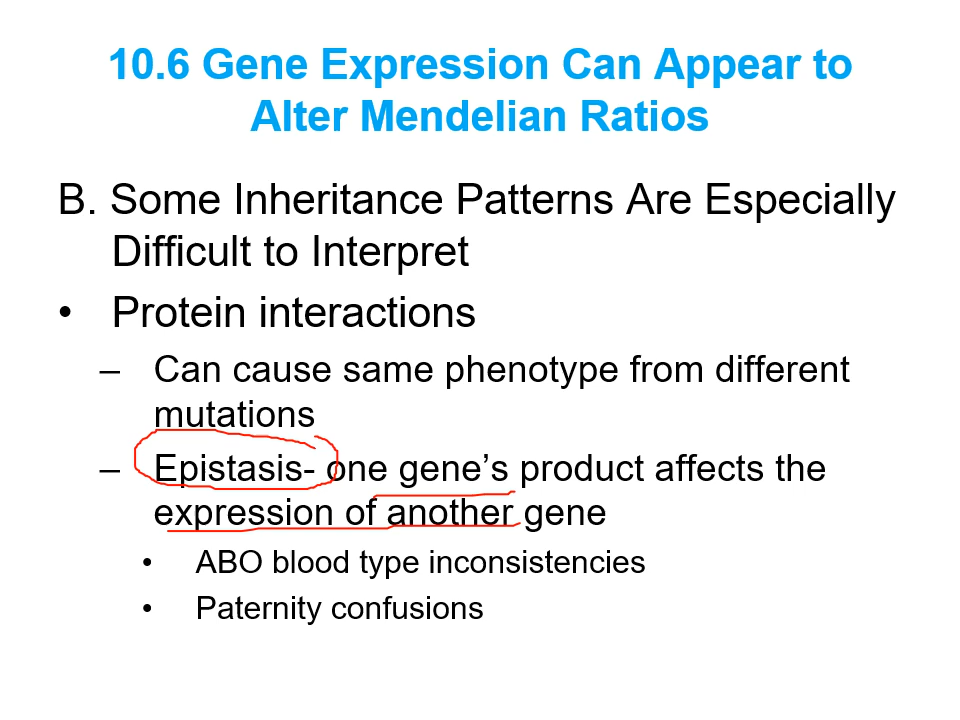 10.6 Gene Expression Can Appear to
Alter Mendelian Ratios
B. Some Inheritance Patterns Are Especially
Difficult to Interpret
• Protein interactions
– Can cause same phenotype from different
mutations
– Epistasis- one gene’s product affects the
expression of another gene
• ABO blood type inconsistencies
• Paternity confusions